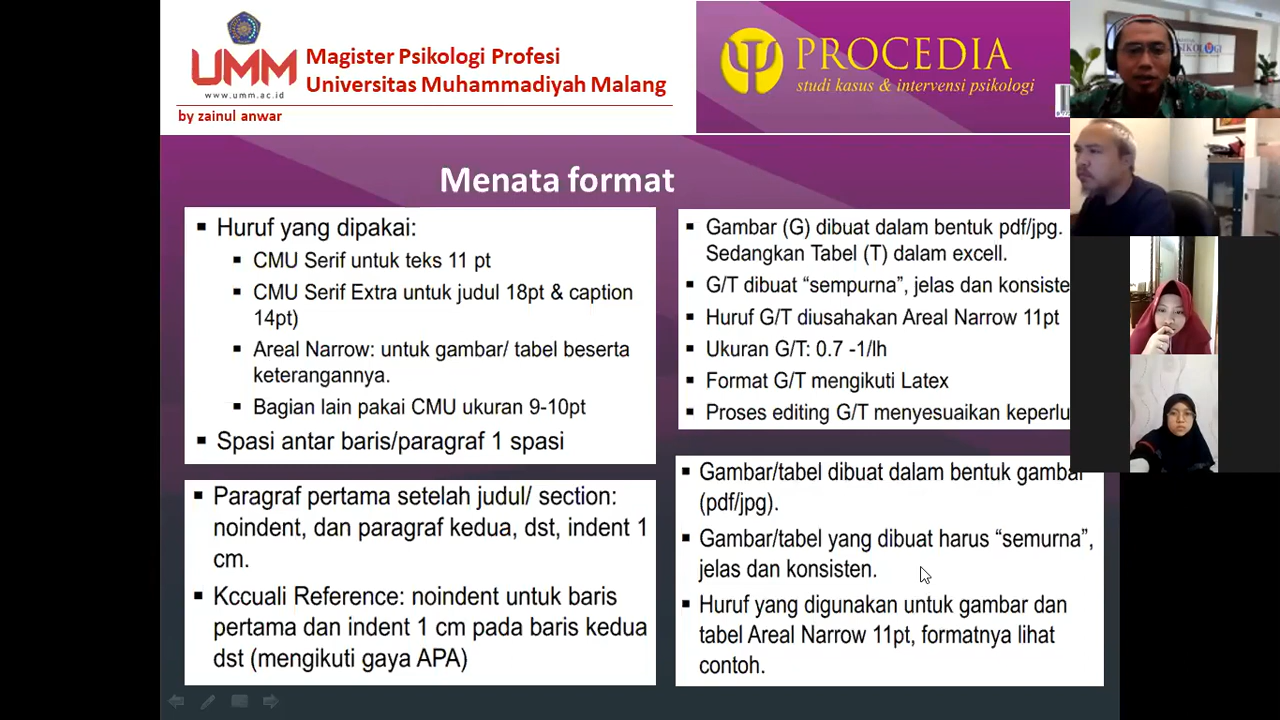 UMM
www.umm.ac.id
Magister Psikologi Profesi
Universitas Muhammadiyah Malang
by zainul anwar
PROCEDIA
studi kasus & intervensi psikologi
Menata format
▪ Huruf yang dipakai:
▪ CMU Serif untuk teks 11 pt
▪ CMU Serif Extra untuk judul 18pt & caption
14pt)
▪ Areal Narrow: untuk gambar/ tabel beserta
keterangannya.
▪ Bagian lain pakai CMU ukuran 9-10pt
▪ Spasi antar baris/paragraf 1 spasi
▪ Paragraf pertama setelah judul/ section:
noindent, dan paragraf kedua, dst, indent 1
cm.
▪ Kccuali Reference: noindent untuk baris
pertama dan indent 1 cm pada baris kedua
dst (mengikuti gaya APA)
▪ Gambar (G) dibuat dalam bentuk pdf/jpg.
Sedangkan Tabel (T) dalam excell.
▪ G/T dibuat “sempurna”, jelas dan konsiste
▪ Huruf G/T diusahakan Areal Narrow 11pt
▪ Ukuran G/T: 0.7 -1/lh
▪ Format G/T mengikuti Latex
▪ Proses editing G/T menyesuaikan keperlu
▪ Gambar/tabel dibuat dalam bentuk gambar
(pdf/jpg).
▪ Gambar/tabel yang dibuat harus “semurna”,
jelas dan konsisten.
▪ Huruf yang digunakan untuk gambar dan
tabel Areal Narrow 11pt, formatnya lihat
contoh.